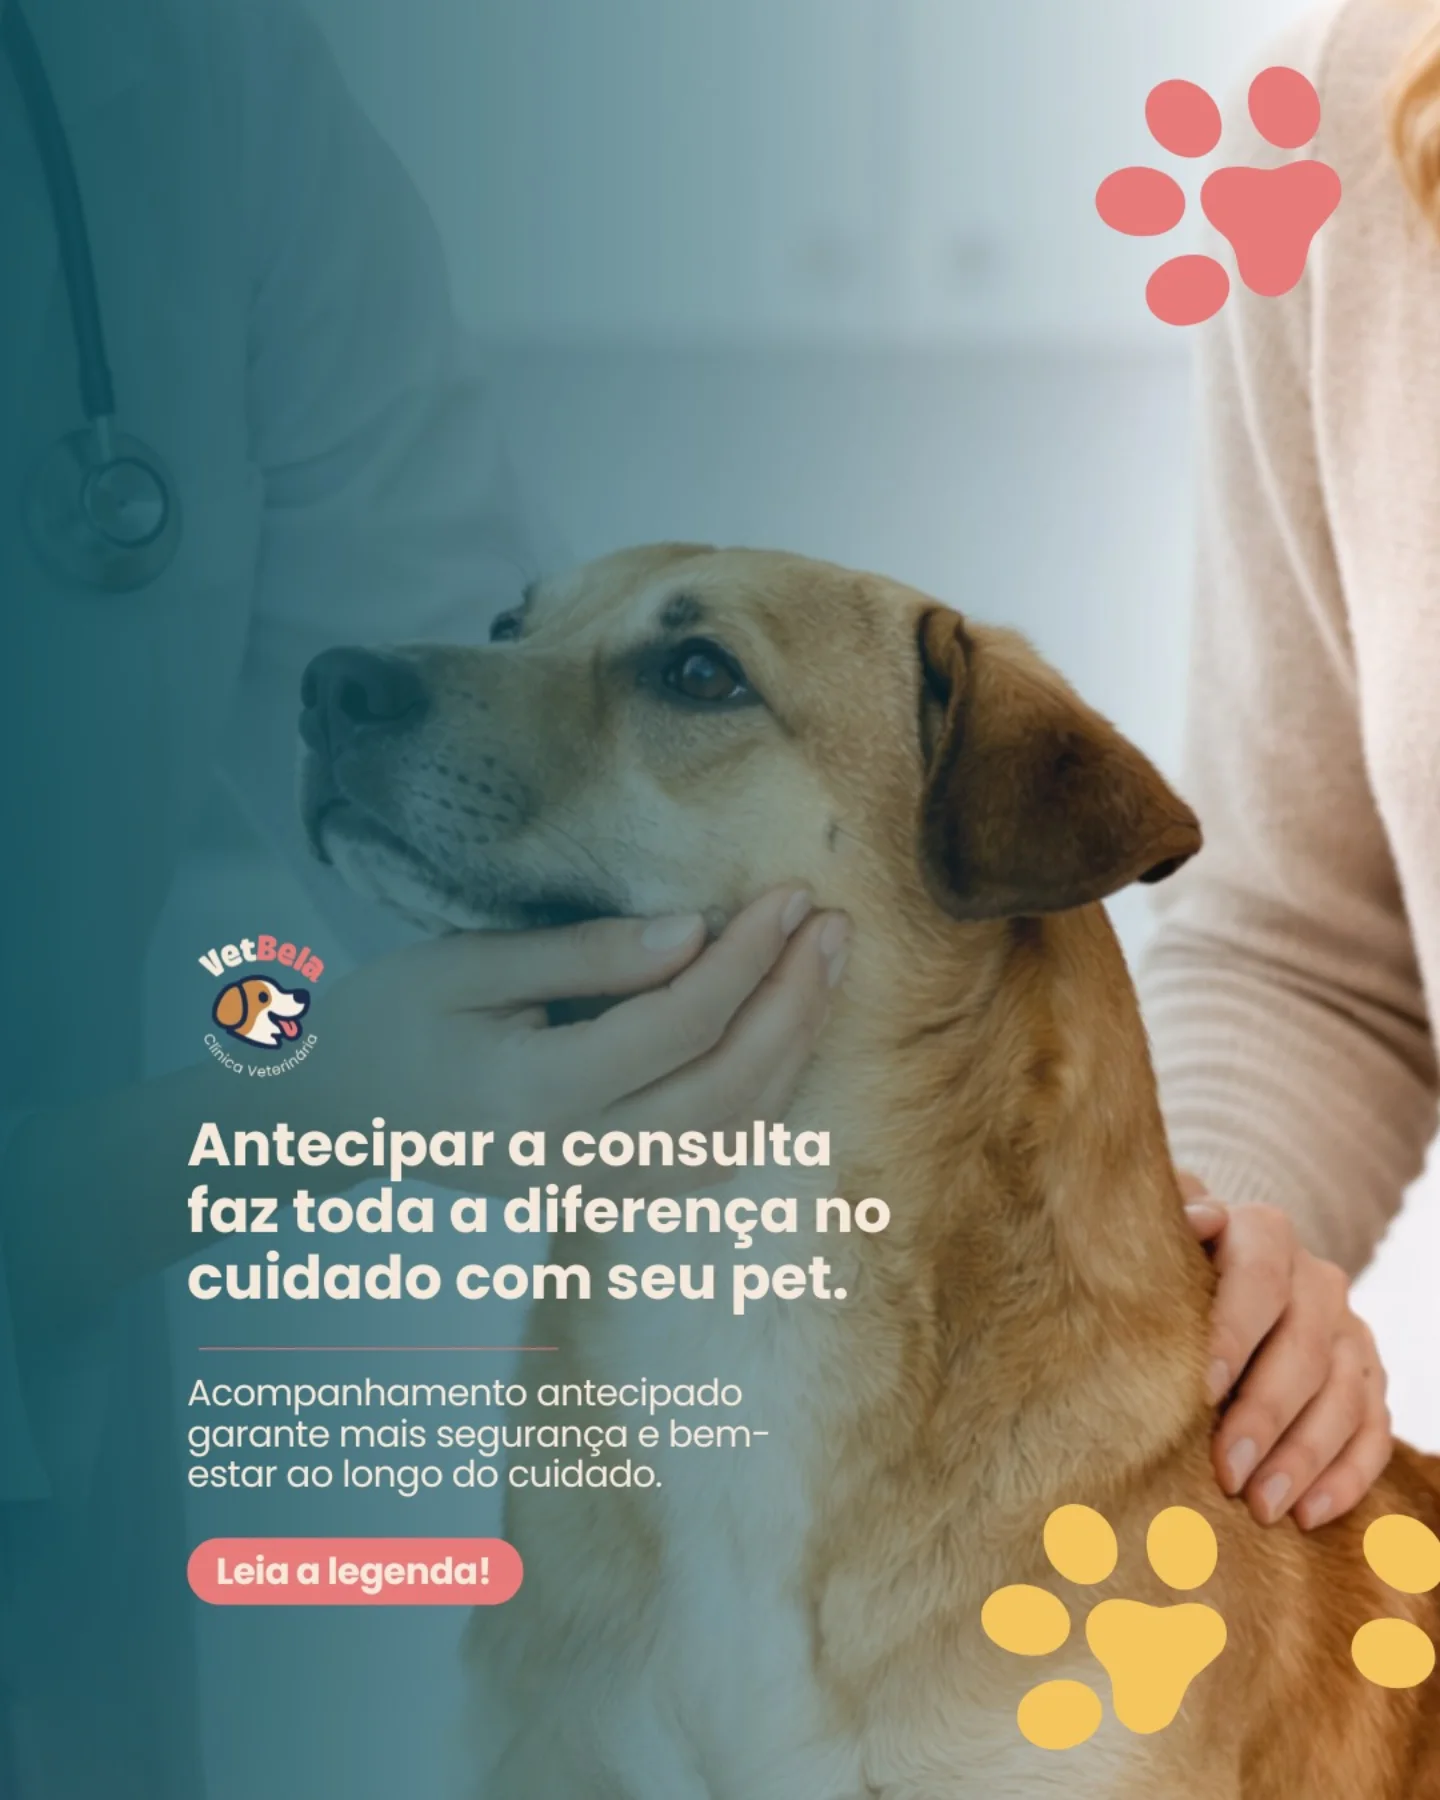 VetBela
Clínica Veterinária
Antecipar a consulta
faz toda a diferença no
cuidado com seu pet.
Acompanhamento antecipado
garante mais segurança e bem-
estar ao longo do cuidado.
Leia a legenda!